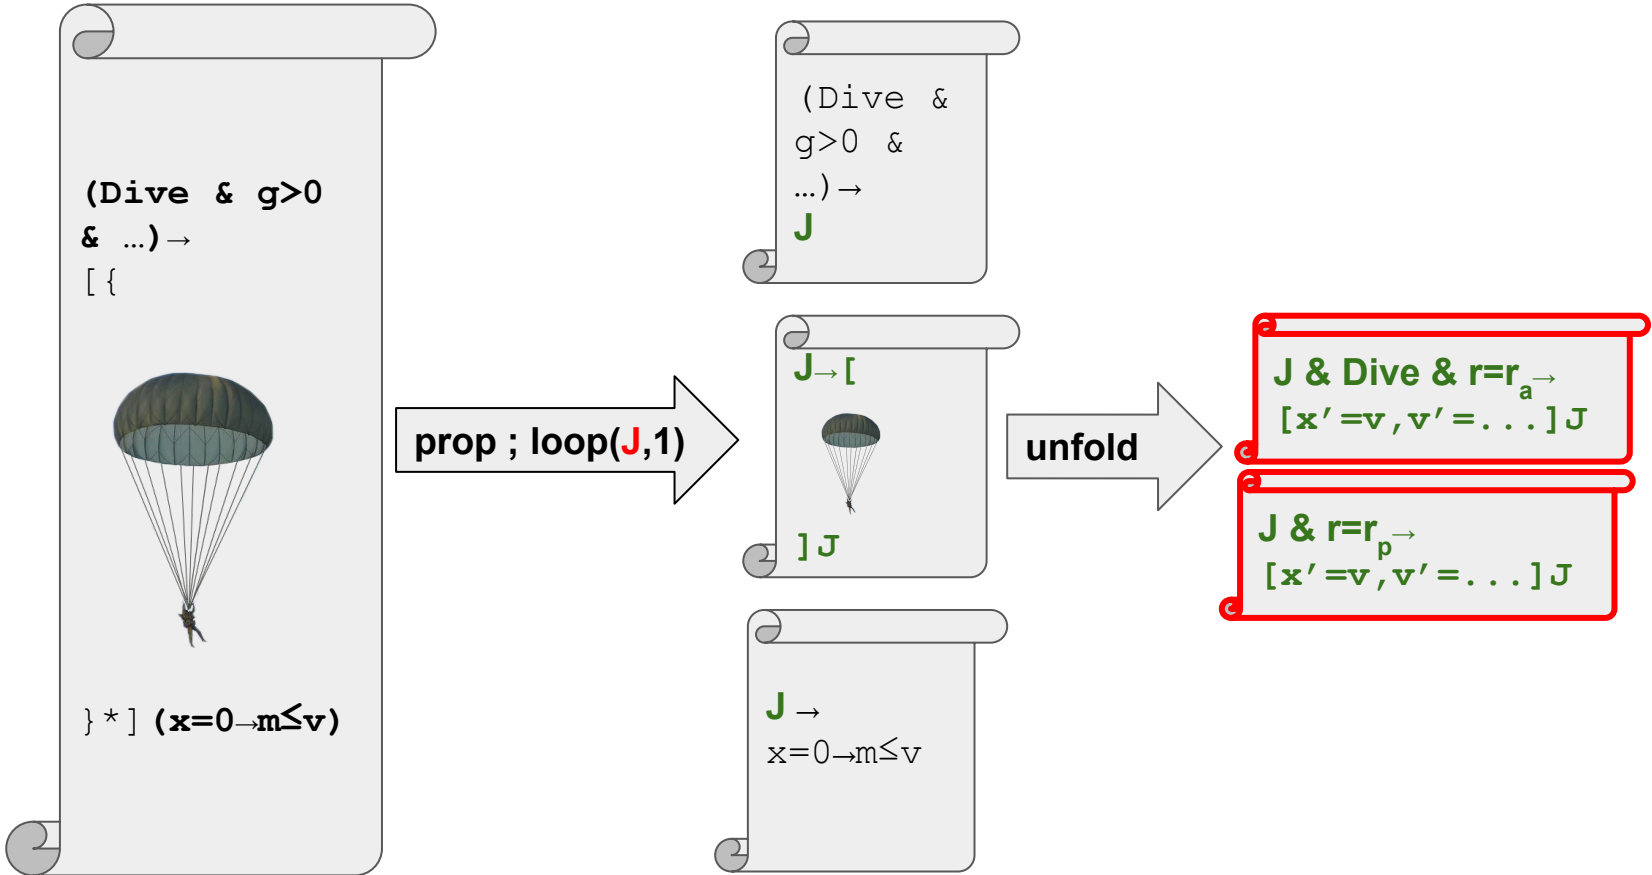 (Dive & g>0
& …)→
[{
}*](x=0→m≤v)
prop ; loop(J,1)
(Dive &
g>0 &
…)→
J
J→[
]J
J →
x=0→m≤v
unfold
J & Dive & r=rₐ→
[x′=v,v′=...]J
J & r=rₚ→
[x′=v,v′=...]J